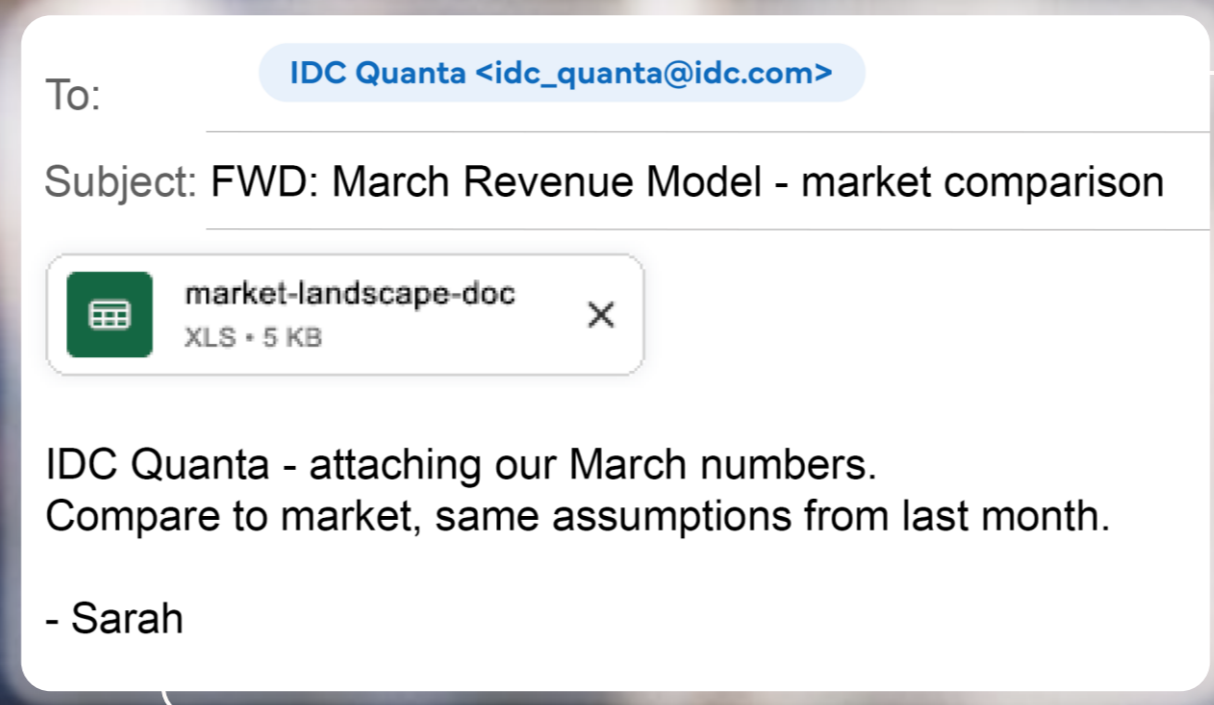 To: IDC Quanta <idc_quanta@idc.com>
Subject: FWD: March Revenue Model - market comparison
market-landscape-doc
XLS • 5 KB
IDC Quanta - attaching our March numbers.
Compare to market, same assumptions from last month.
- Sarah